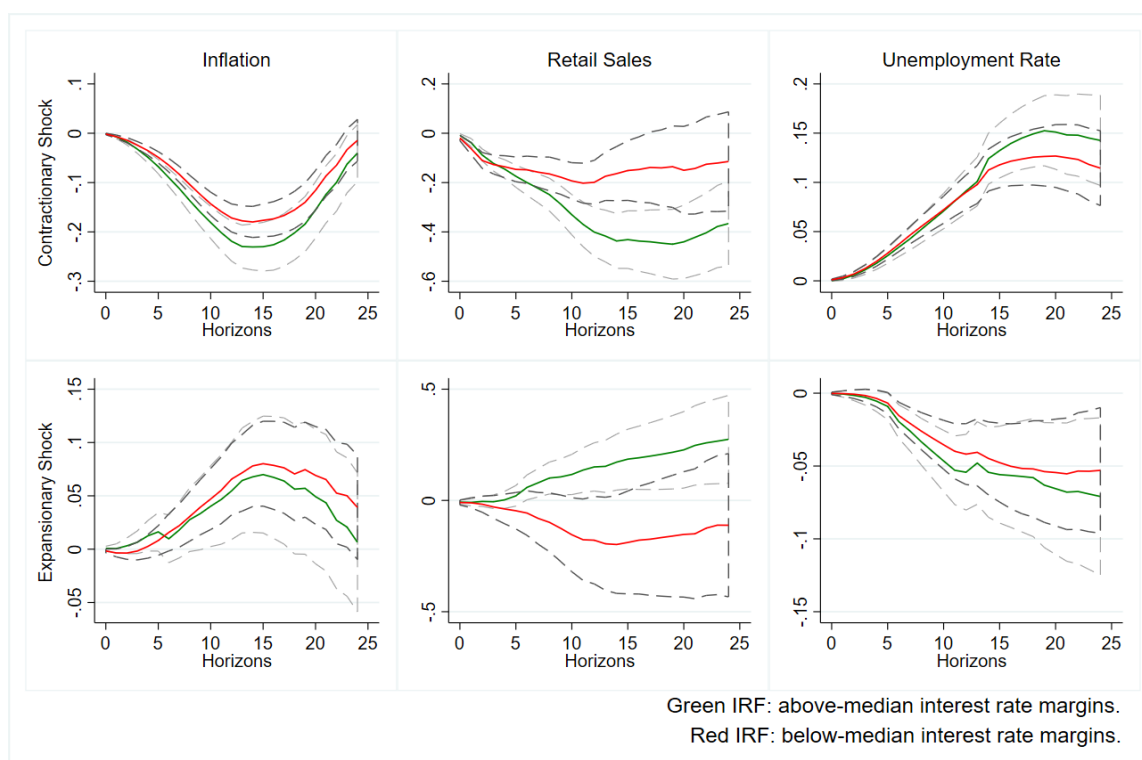 Inflation
Retail Sales
Unemployment Rate
Contractionary Shock
.1
0
-.1
-.2
-.3
0 5 10 15 20 25
Horizons
.2
0
-.2
-.4
-.6
0 5 10 15 20 25
Horizons
.2
.15
.1
.05
0
0 5 10 15 20 25
Horizons
Expansionary Shock
.15
.1
.05
0
-.05
0 5 10 15 20 25
Horizons
.5
0
-.5
0 5 10 15 20 25
Horizons
0
-.05
-.1
-.15
0 5 10 15 20 25
Horizons
Green IRF: above-median interest rate margins.
Red IRF: below-median interest rate margins.